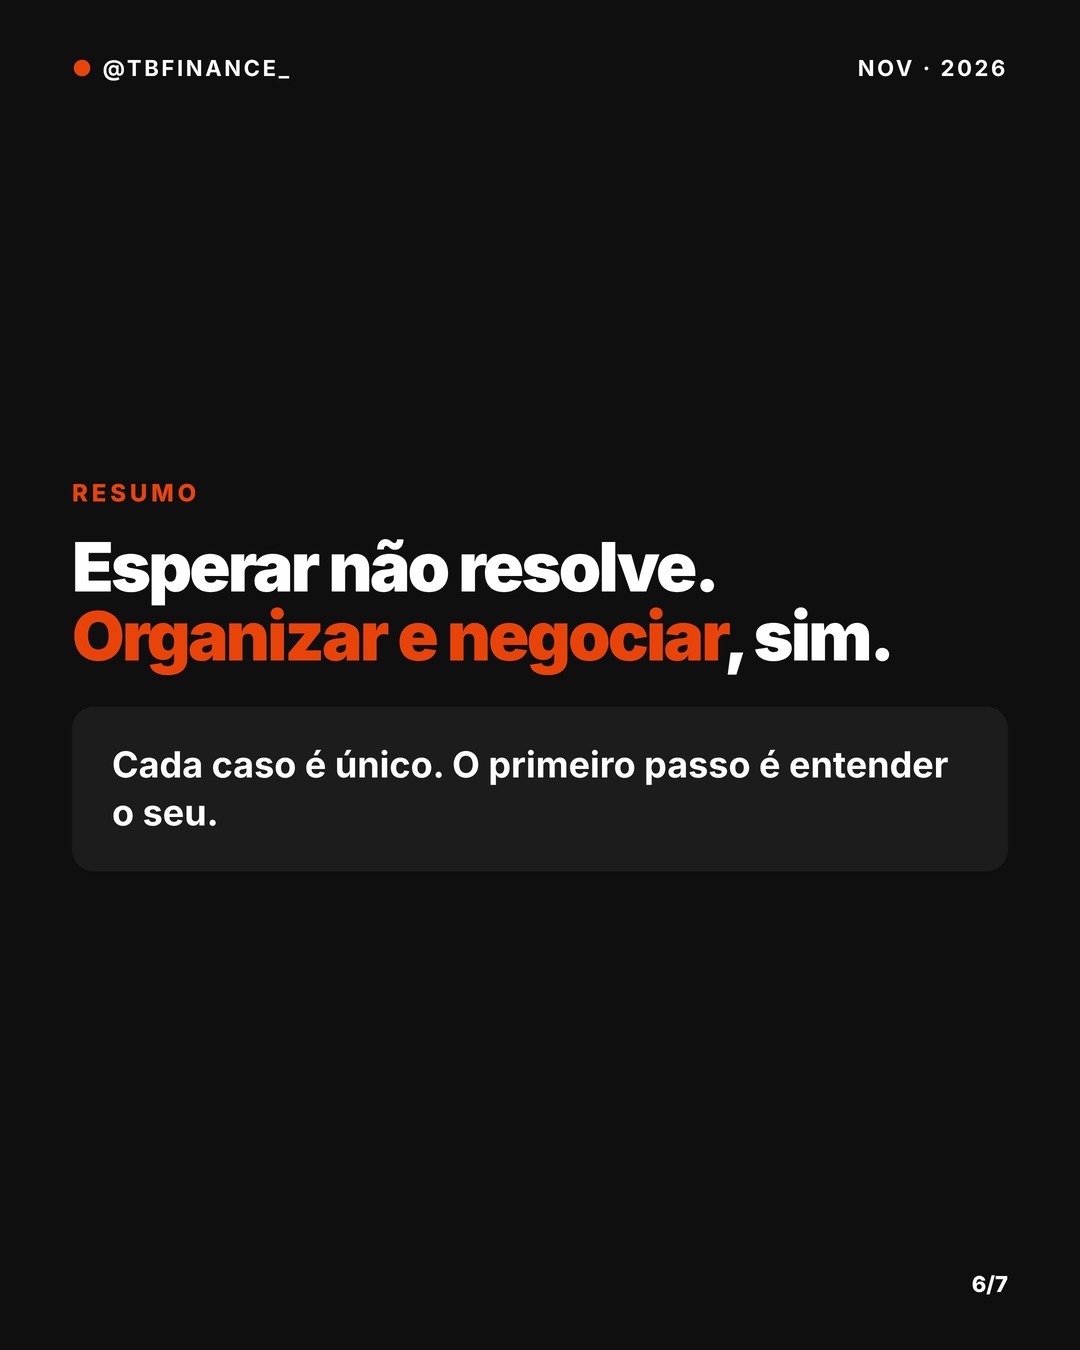 @TBFINANCE_
NOV · 2026
RESUMO
Esperar não resolve.
Organizar e negociar, sim.
Cada caso é único. O primeiro passo é entender
o seu.
6/7